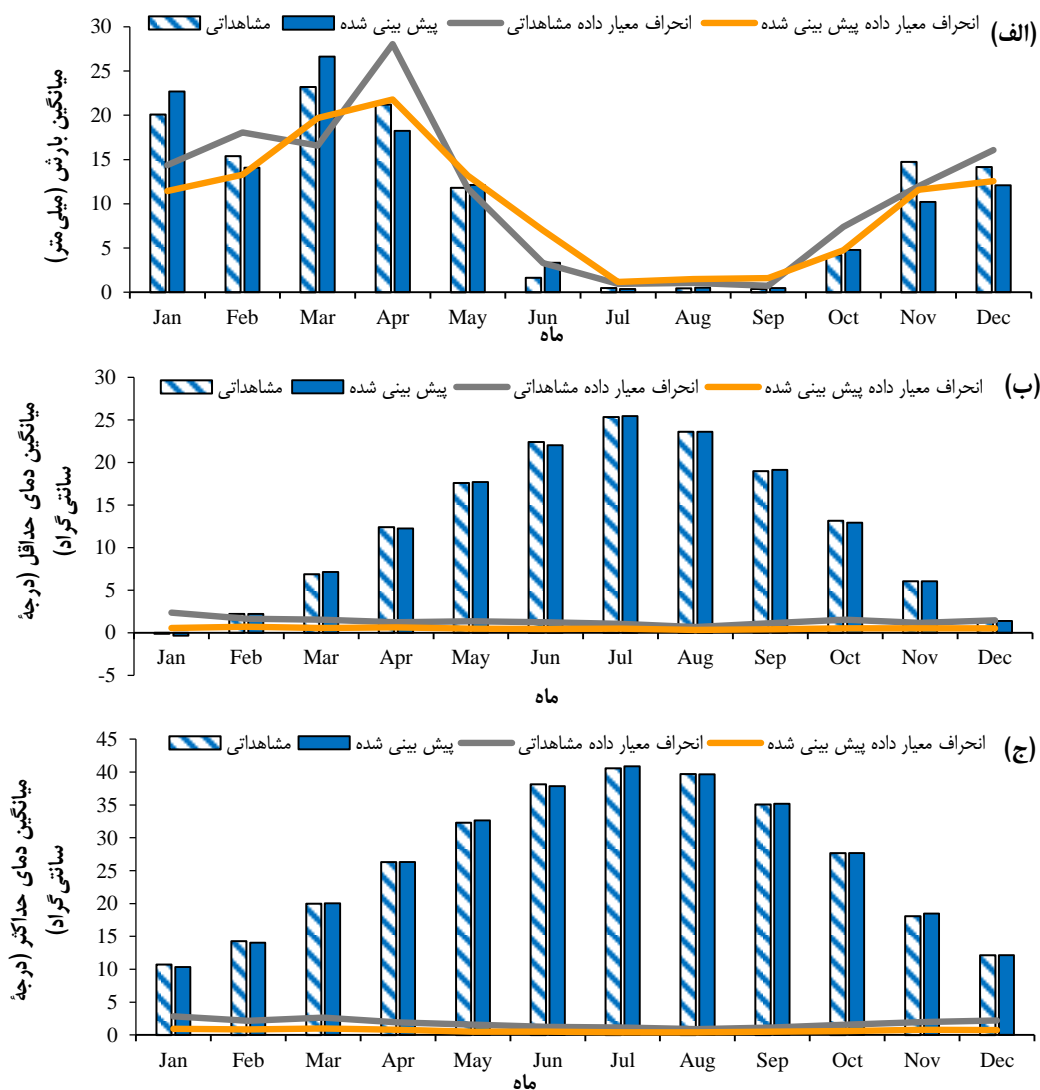 (الف)
مشاهداتی پیش بینی شده انحراف معیار داده مشاهداتی انحراف معیار داده پیش بینی شده
میانگین بارش (میلی‌متر)
30
25
20
15
10
5
0
Jan Feb Mar Apr May Jun Jul Aug Sep Oct Nov Dec
ماه
(ب)
مشاهداتی پیش بینی شده انحراف معیار داده مشاهداتی انحراف معیار داده پیش بینی شده
میانگین دمای حداقل (درجۀ
سانتی‌گراد)
30
25
20
15
10
5
0
-5
Jan Feb Mar Apr May Jun Jul Aug Sep Oct Nov Dec
ماه
(ج)
مشاهداتی پیش بینی شده انحراف معیار داده مشاهداتی انحراف معیار داده پیش بینی شده
میانگین دمای حداکثر (درجۀ
سانتی‌گراد)
45
40
35
30
25
20
15
10
5
0
Jan Feb Mar Apr May Jun Jul Aug Sep Oct Nov Dec
ماه